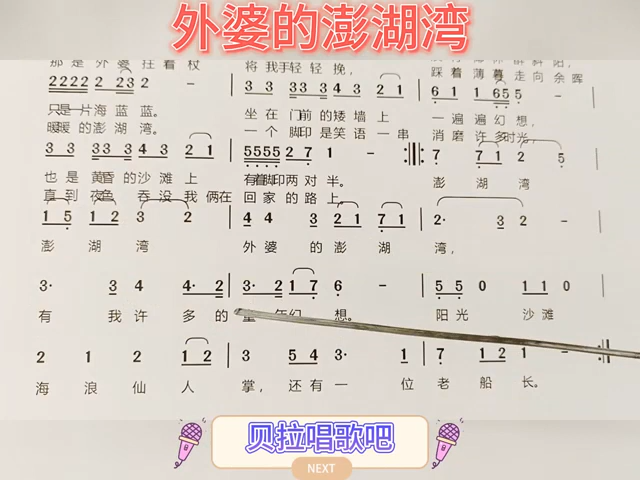 外婆的澎湖湾
那是外婆拄着杖 将我手轻轻挽，
踩着薄暮 走向余晖
2222 2 23 2 - | 3 3 33 43 2 1 | 6 1 1 65 5
只是一片海蓝蓝。 坐在门前的矮墙上 一遍遍幻想，
暖暖的澎湖湾。 一个脚印是笑语一串 消磨许多时光，
3 3 33 43 2 1 | 5555 2 7 1 - :|: 7 7 1 2 5
也是黄昏的沙滩上 有着脚印两对半。 澎湖湾
直到夜色吞没我俩在回家的路上。
1 5 1 2 3 2 | 4 4 3 2 1 7 1 | 2· 3 2 -
澎湖湾 外婆的澎湖湾，
3· 3 4 4· 2 | 3· 2 1 7 6 - | 5 5 0 1 1 0
有我许多的童年幻想。 阳光 沙滩
2 1 2 1 2 | 3 5 4 3· 1 | 7 1 2 1 - :|
海浪仙人掌，还有一位老船长。
贝拉唱歌吧
NEXT